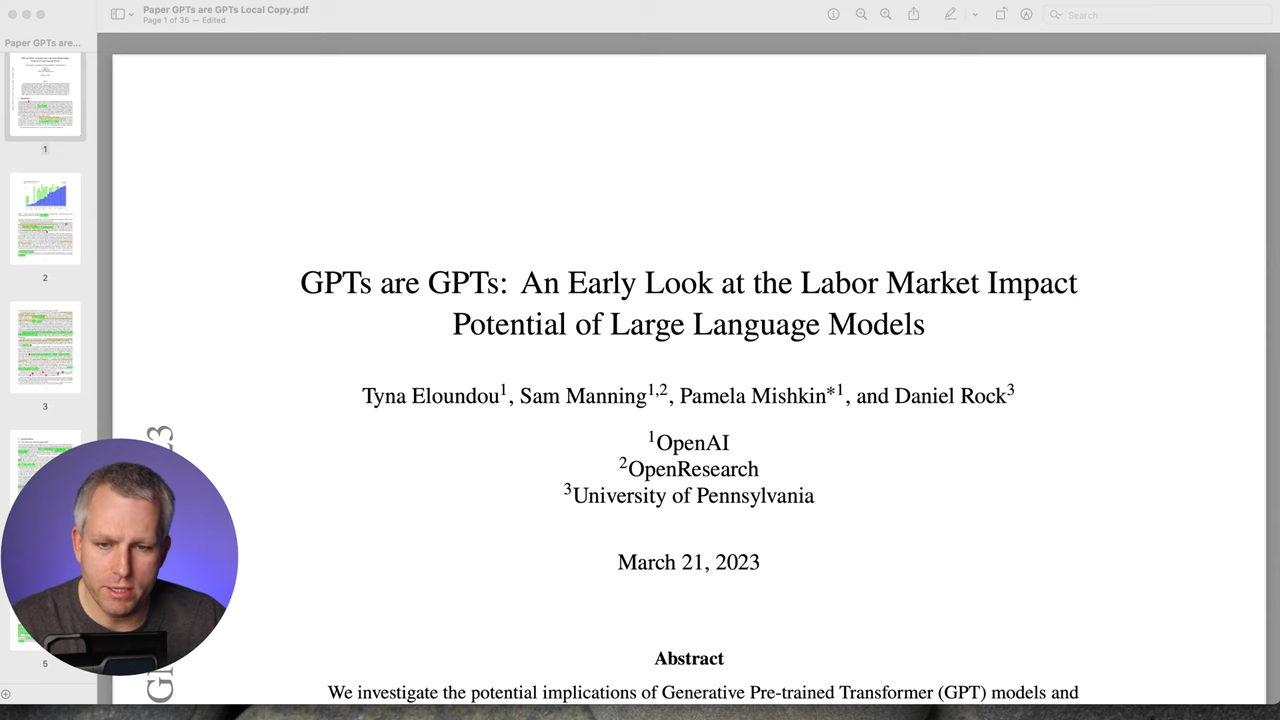 Paper GPTs are GPTs Local Copy.pdf
Page 1 of 35 — Edited
Search
Paper GPTs are...
1
2
3
5
GPTs are GPTs: An Early Look at the Labor Market Impact
Potential of Large Language Models
Tyna Eloundou1, Sam Manning1,2, Pamela Mishkin*1, and Daniel Rock3
1OpenAI
2OpenResearch
3University of Pennsylvania
March 21, 2023
Abstract
We investigate the potential implications of Generative Pre-trained Transformer (GPT) models and